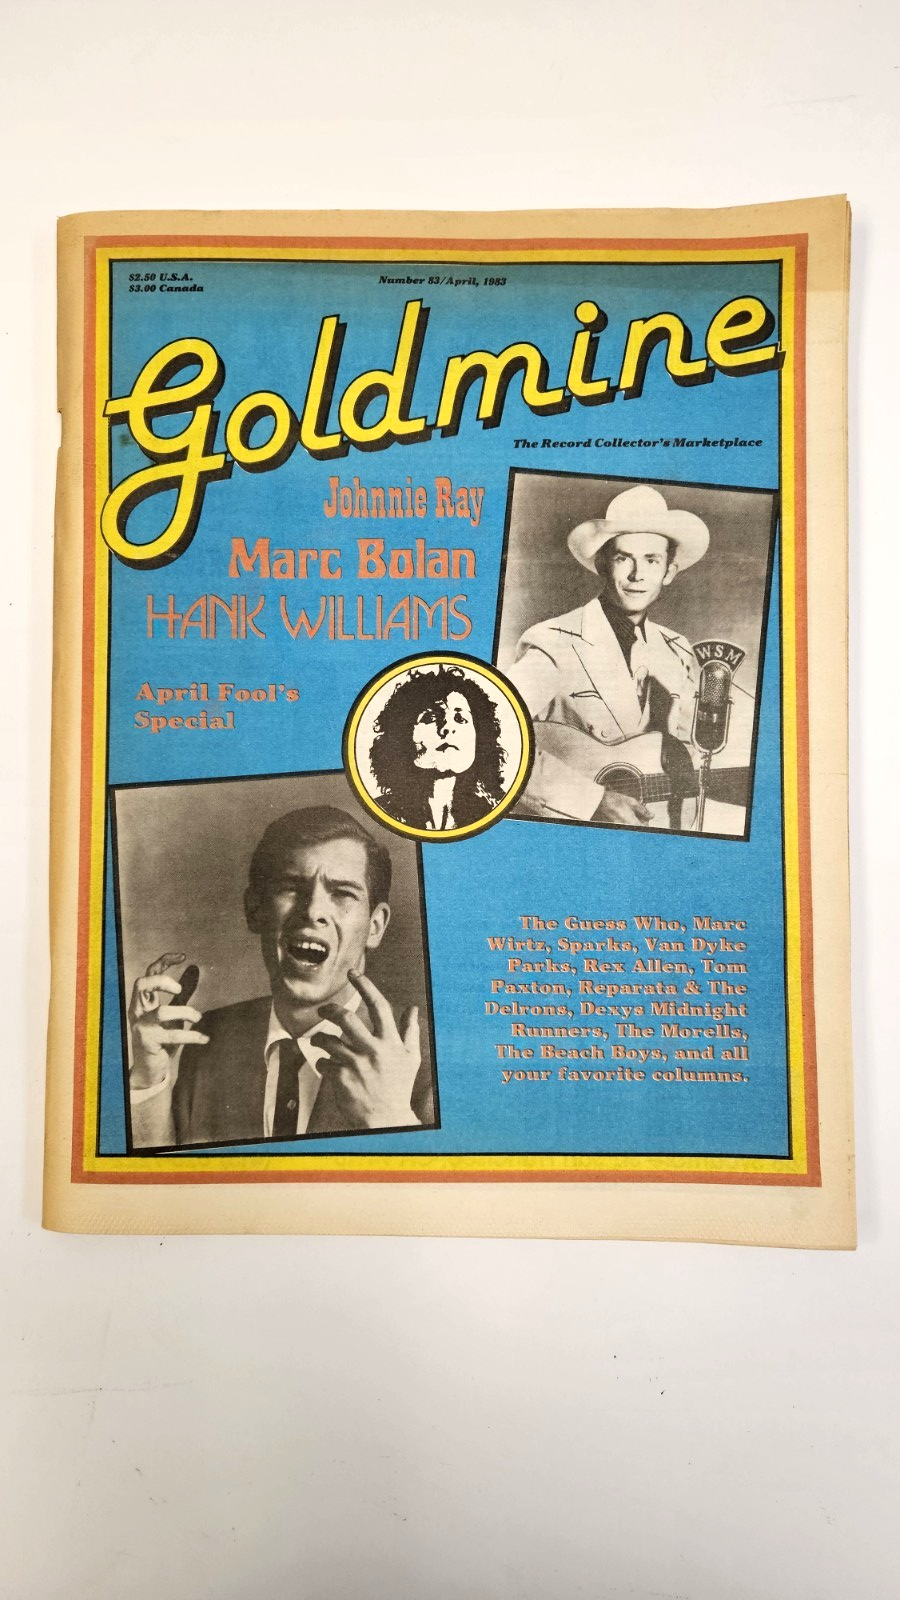 $2.50 U.S.A.
$3.00 Canada
Number 83/April, 1983
Goldmine
The Record Collector's Marketplace
Johnnie Ray
Marc Bolan
HANK WILLIAMS
April Fool's
Special
WSM
The Guess Who, Marc
Wirtz, Sparks, Van Dyke
Parks, Rex Allen, Tom
Paxton, Reparata & The
Delrons, Dexys Midnight
Runners, The Morells,
The Beach Boys, and all
your favorite columns.